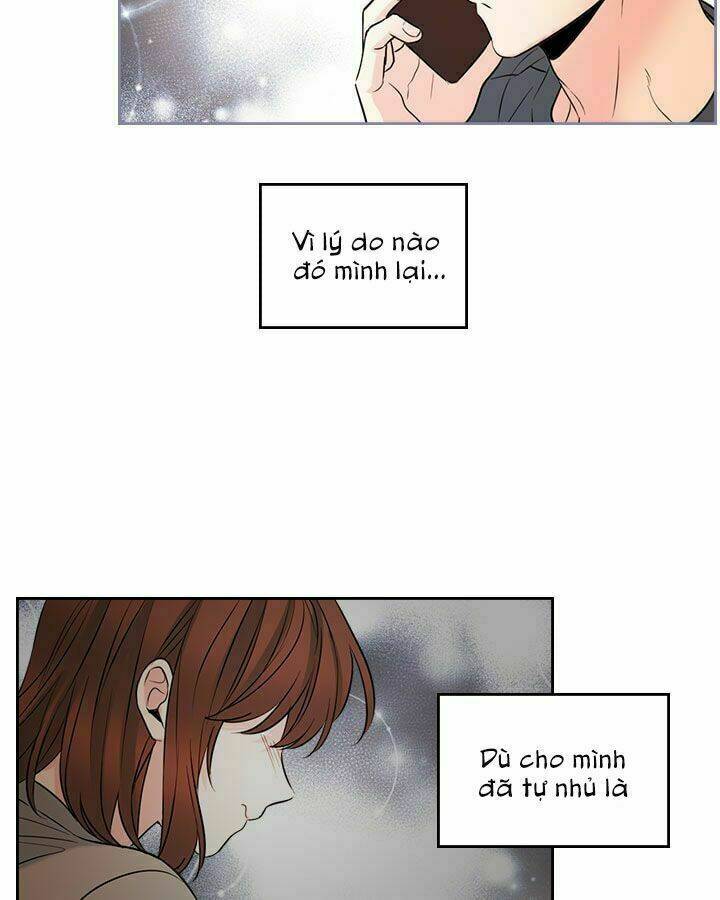 Vì lý do nào
đó mình lại...
Dù cho mình
đã tự nhủ là